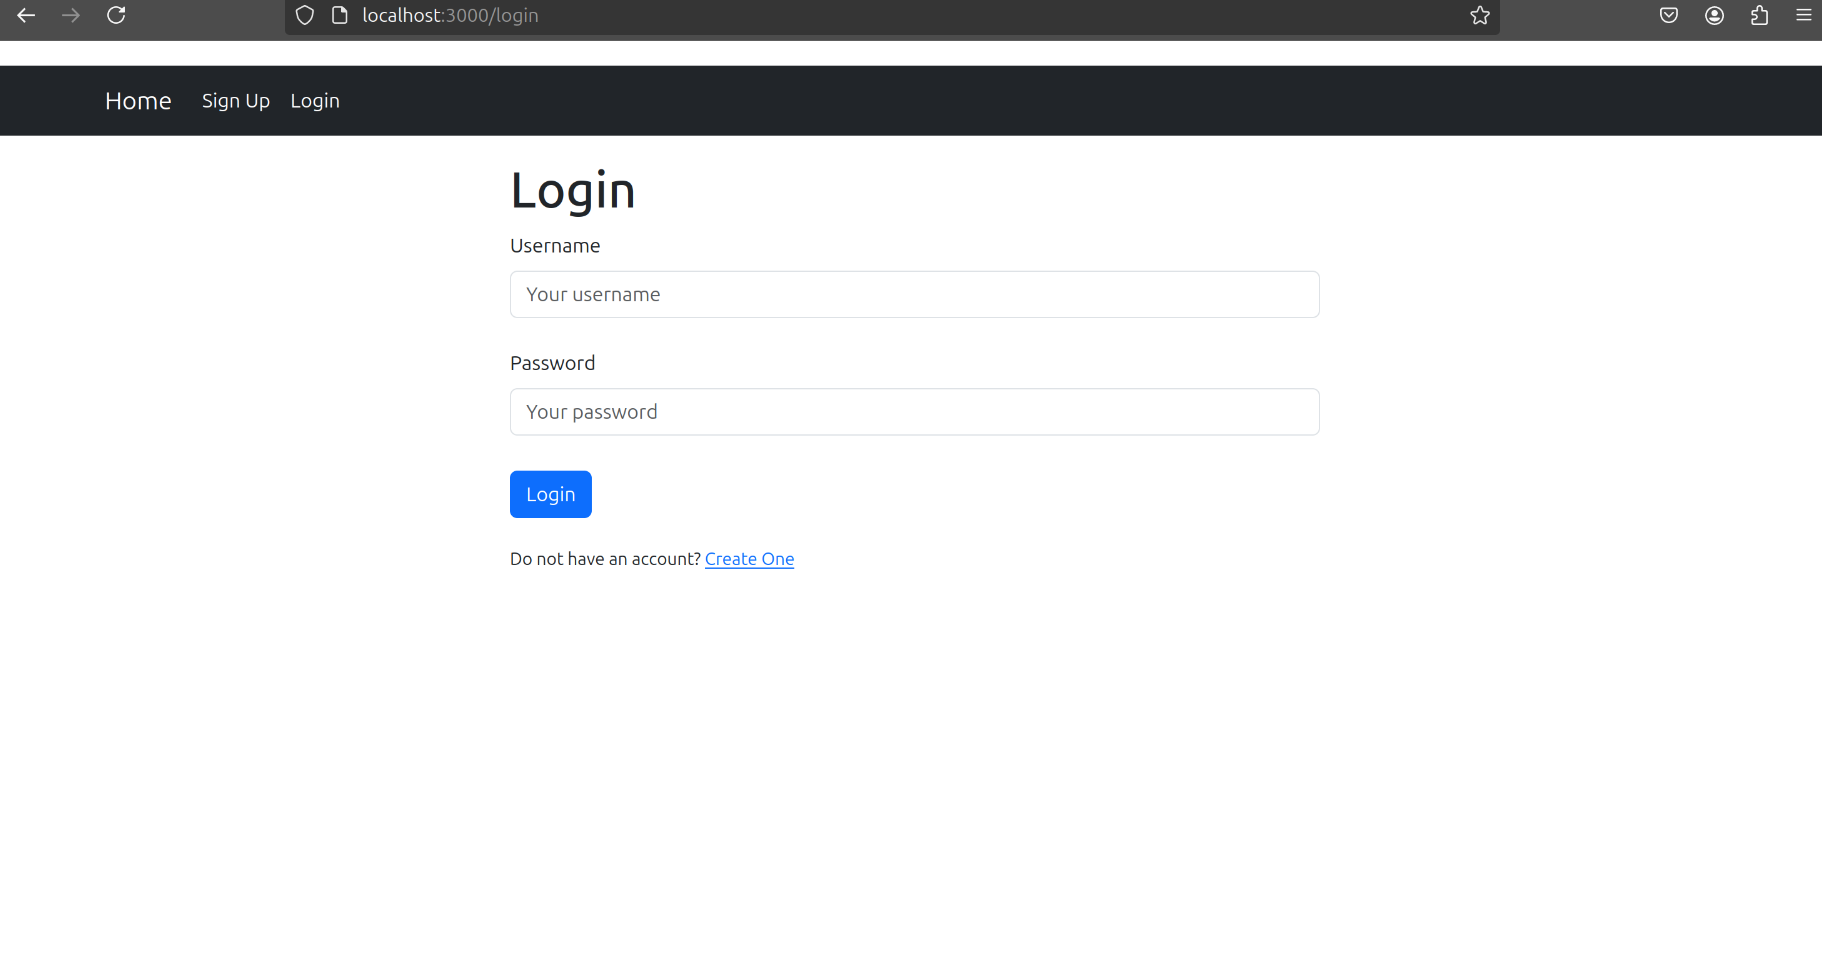 localhost:3000/login
Home Sign Up Login
Login
Username
Your username
Password
Your password
Login
Do not have an account? Create One